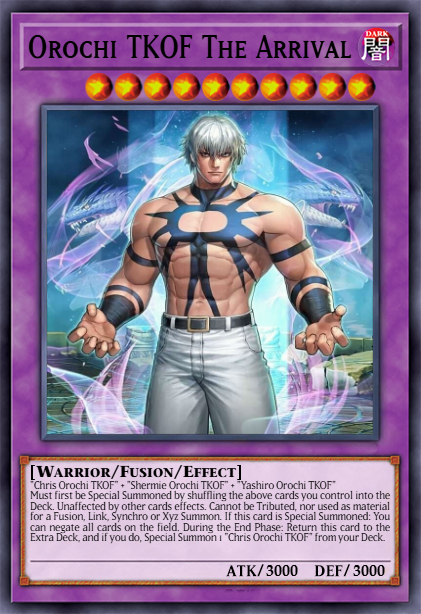 Orochi TKOF The Arrival
DARK
闇
[Warrior/Fusion/Effect]
"Chris Orochi TKOF" + "Shermie Orochi TKOF" + "Yashiro Orochi TKOF"
Must first be Special Summoned by shuffling the above cards you control into the
Deck. Unaffected by other cards effects. Cannot be Tributed, nor used as material
for a Fusion, Link, Synchro or Xyz Summon. If this card is Special Summoned: You
can negate all cards on the field. During the End Phase: Return this card to the
Extra Deck, and if you do, Special Summon 1 "Chris Orochi TKOF" from your Deck.
ATK/3000 DEF/3000